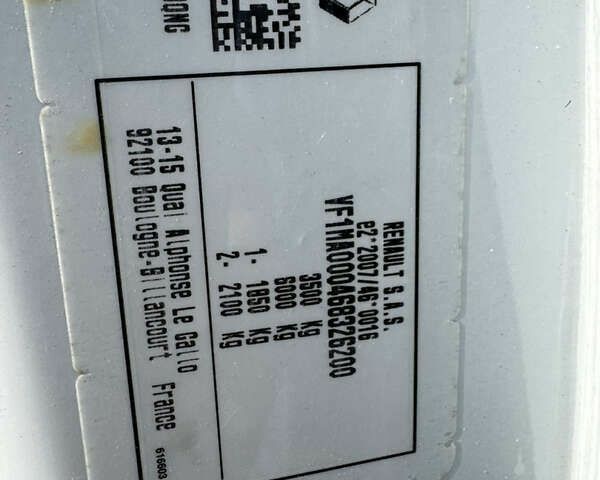 RENAULT S.A.S.
e2*2007/46*0016
VF1MA000468326200
3500 Kg
6000 Kg
1- 1850 Kg
2- 2100 Kg
13-15 Quai Alphonse Le Gallo
92100 Boulogne-Billancourt France
616603